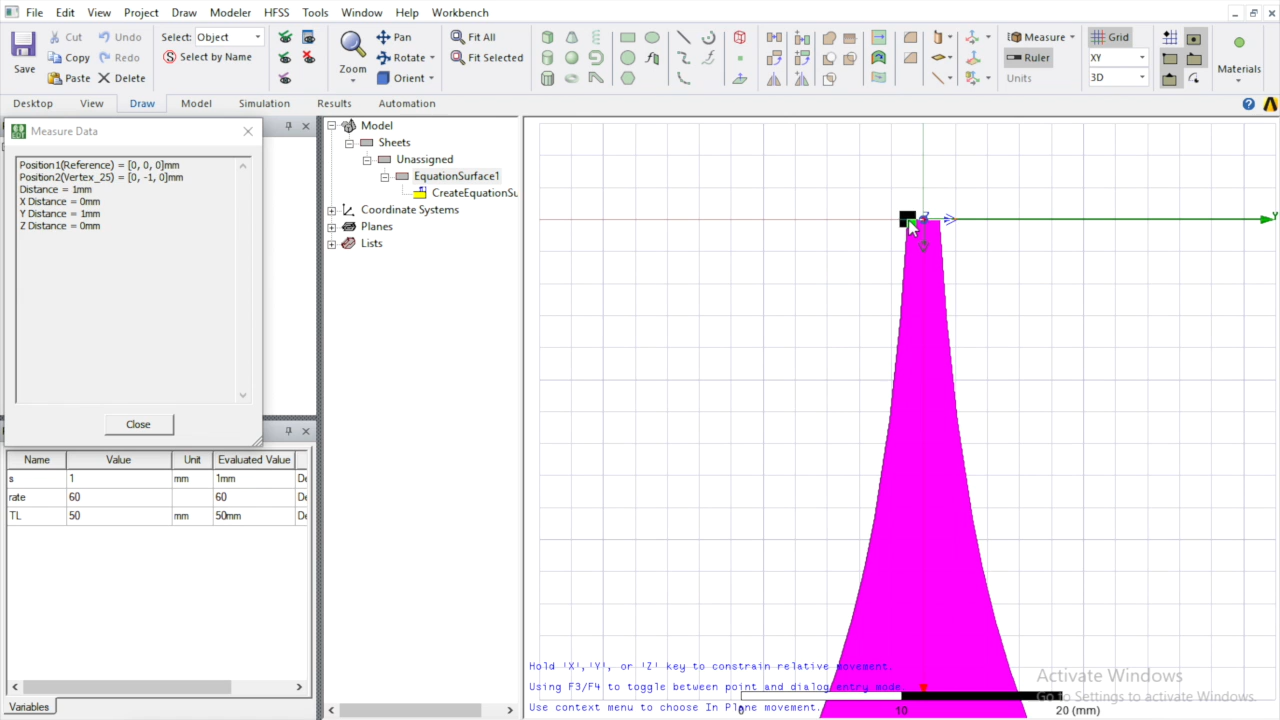 File Edit View Project Draw Modeler HFSS Tools Window Help Workbench
Save
Cut Undo
Copy Redo
Paste Delete
Select: Object
Select by Name
Zoom
Pan
Rotate
Orient
Fit All
Fit Selected
Measure
Ruler
Units
Grid
XY
3D
Materials
Desktop View Draw Model Simulation Results Automation
Measure Data
Position1(Reference) = [0, 0, 0]mm
Position2(Vertex_25) = [0, -1, 0]mm
Distance = 1mm
X Distance = 0mm
Y Distance = 1mm
Z Distance = 0mm
Close
Name Value Unit Evaluated Value
s 1 mm 1mm De
rate 60 60 De
TL 50 mm 50mm De
Variables
Model
Sheets
Unassigned
EquationSurface1
CreateEquationSu
Coordinate Systems
Planes
Lists
Y
Z
Hold 'X','Y', or 'Z' key to constrain relative movement.
Using F3/F4 to toggle between point and dialog entry mode
Use context menu to choose In Plane movement.
0 10 20 (mm)
Activate Windows
Go to Settings to activate Windows.